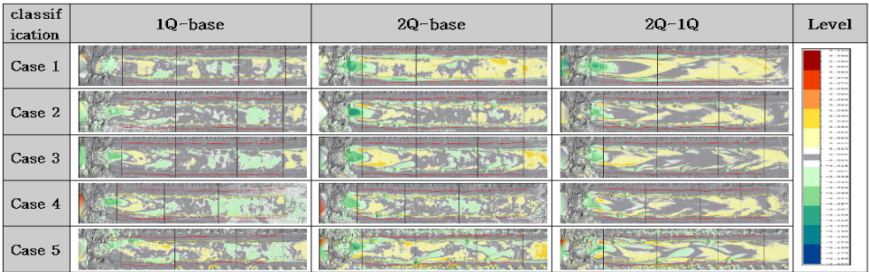 classif
ication
1Q-base
2Q-base
2Q-1Q
Level
Case 1
Case 2
Case 3
Case 4
Case 5